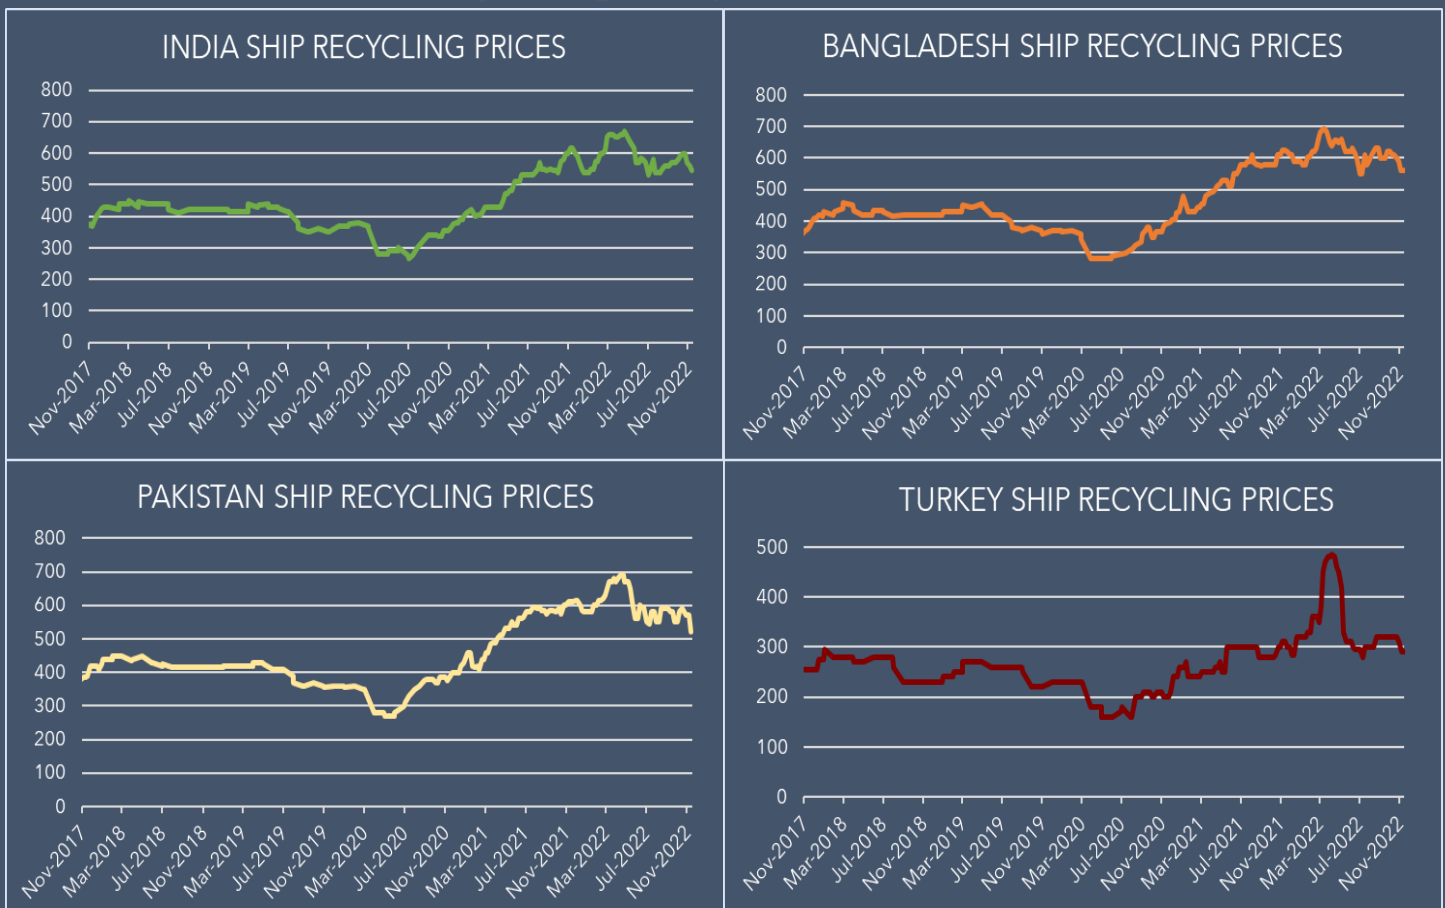 INDIA SHIP RECYCLING PRICES
800
700
600
500
400
300
200
100
0
Nov-2017
Mar-2018
Jul-2018
Nov-2018
Mar-2019
Jul-2019
Nov-2019
Mar-2020
Jul-2020
Nov-2020
Mar-2021
Jul-2021
Nov-2021
Mar-2022
Jul-2022
Nov-2022
BANGLADESH SHIP RECYCLING PRICES
800
700
600
500
400
300
200
100
0
Nov-2017
Mar-2018
Jul-2018
Nov-2018
Mar-2019
Jul-2019
Nov-2019
Mar-2020
Jul-2020
Nov-2020
Mar-2021
Jul-2021
Nov-2021
Mar-2022
Jul-2022
Nov-2022
PAKISTAN SHIP RECYCLING PRICES
800
700
600
500
400
300
200
100
0
Nov-2017
Mar-2018
Jul-2018
Nov-2018
Mar-2019
Jul-2019
Nov-2019
Mar-2020
Jul-2020
Nov-2020
Mar-2021
Jul-2021
Nov-2021
Mar-2022
Jul-2022
Nov-2022
TURKEY SHIP RECYCLING PRICES
500
400
300
200
100
0
Nov-2017
Mar-2018
Jul-2018
Nov-2018
Mar-2019
Jul-2019
Nov-2019
Mar-2020
Jul-2020
Nov-2020
Mar-2021
Jul-2021
Nov-2021
Mar-2022
Jul-2022
Nov-2022